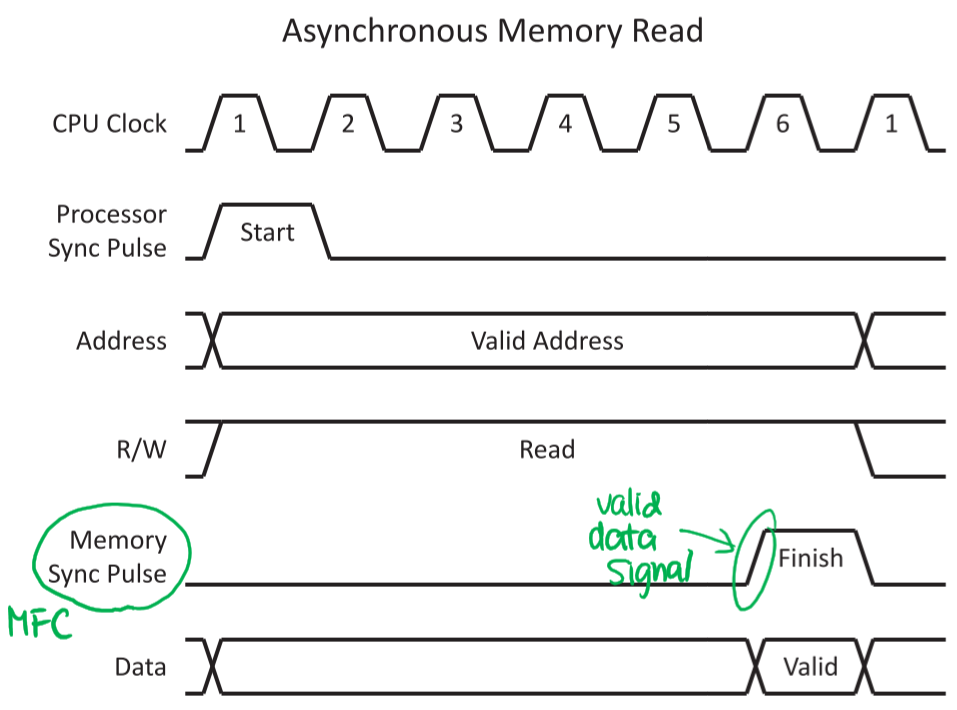 Asynchronous Memory Read
CPU Clock
1 2 3 4 5 6 1
Processor
Sync Pulse
Start
Address
Valid Address
R/W
Read
valid
data
signal
Memory
Sync Pulse
Finish
MFC
Data
Valid